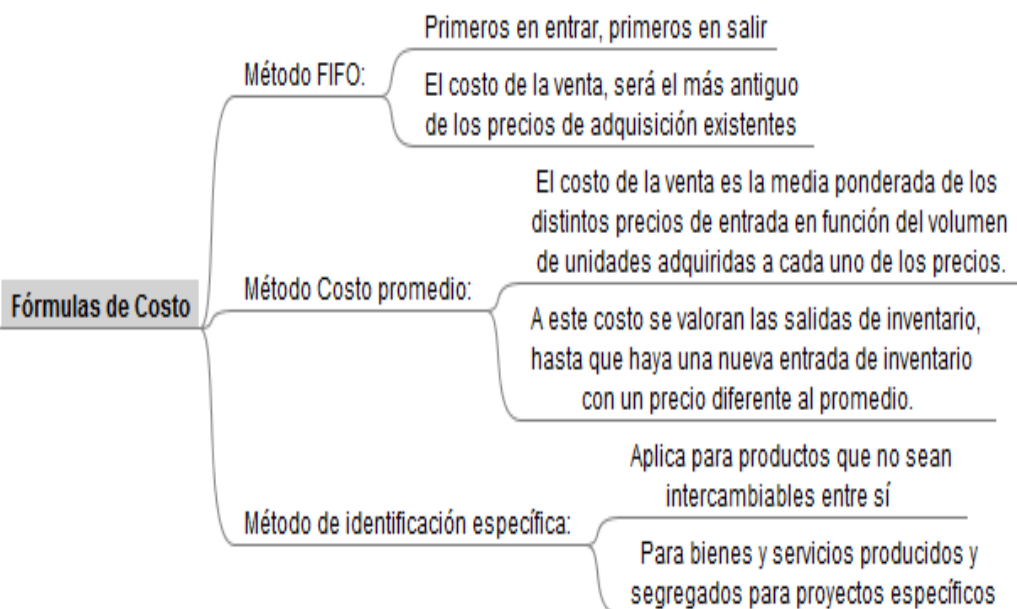 Primeros en entrar, primeros en salir
Método FIFO:
El costo de la venta, será el más antiguo
de los precios de adquisición existentes
El costo de la venta es la media ponderada de los
distintos precios de entrada en función del volumen
de unidades adquiridas a cada uno de los precios.
Fórmulas de Costo
Método Costo promedio:
A este costo se valoran las salidas de inventario,
hasta que haya una nueva entrada de inventario
con un precio diferente al promedio.
Aplica para productos que no sean
intercambiables entre sí
Método de identificación específica:
Para bienes y servicios producidos y
segregados para proyectos específicos